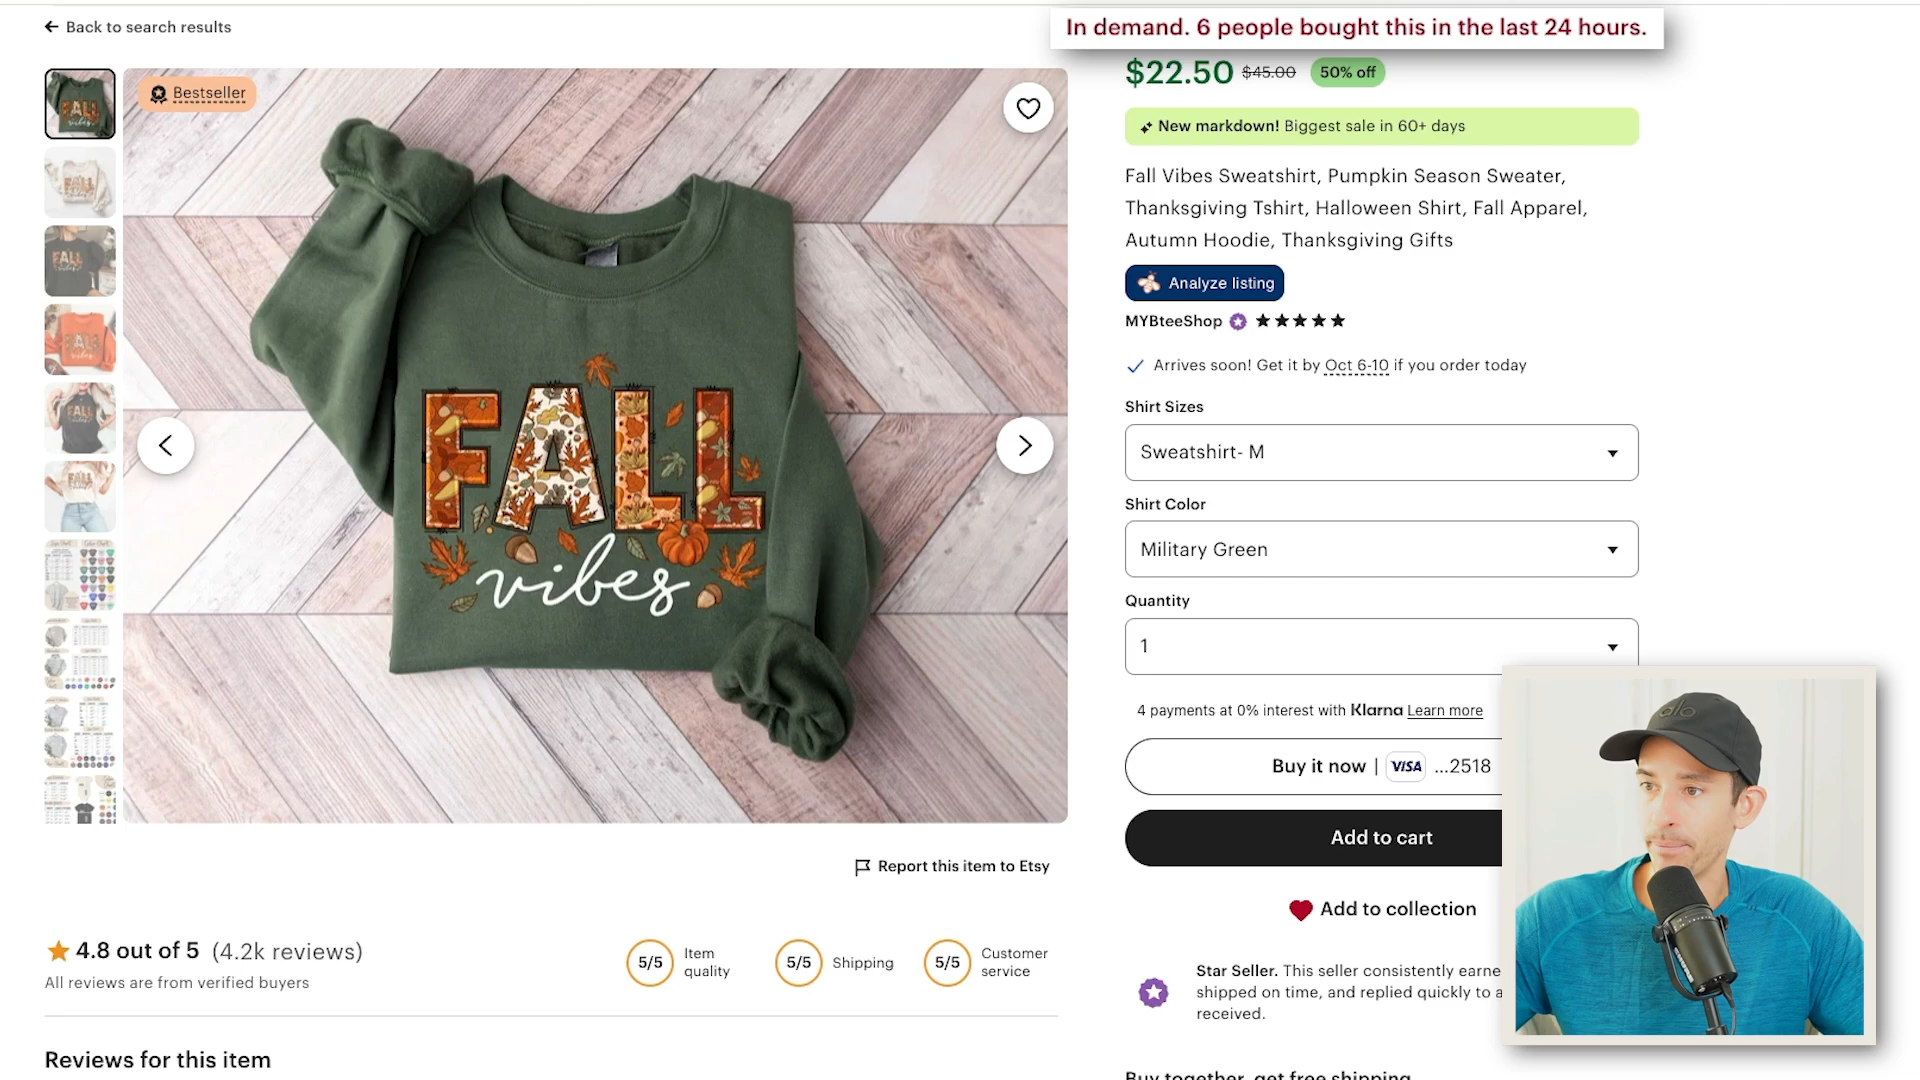 Back to search results
In demand. 6 people bought this in the last 24 hours.
Bestseller
FALL
vibes
$22.50 $45.00 50% off
New markdown! Biggest sale in 60+ days
Fall Vibes Sweatshirt, Pumpkin Season Sweater,
Thanksgiving Tshirt, Halloween Shirt, Fall Apparel,
Autumn Hoodie, Thanksgiving Gifts
Analyze listing
MYBteeShop
Arrives soon! Get it by Oct 6-10 if you order today
Shirt Sizes
Sweatshirt- M
Shirt Color
Military Green
Quantity
1
4 payments at 0% interest with Klarna Learn more
Buy it now | VISA ...2518
Add to cart
Add to collection
Star Seller. This seller consistently earne
shipped on time, and replied quickly to a
received.
Buy together, get free shipping
Report this item to Etsy
4.8 out of 5 (4.2k reviews)
All reviews are from verified buyers
5/5 Item quality
5/5 Shipping
5/5 Customer service
Reviews for this item
alo